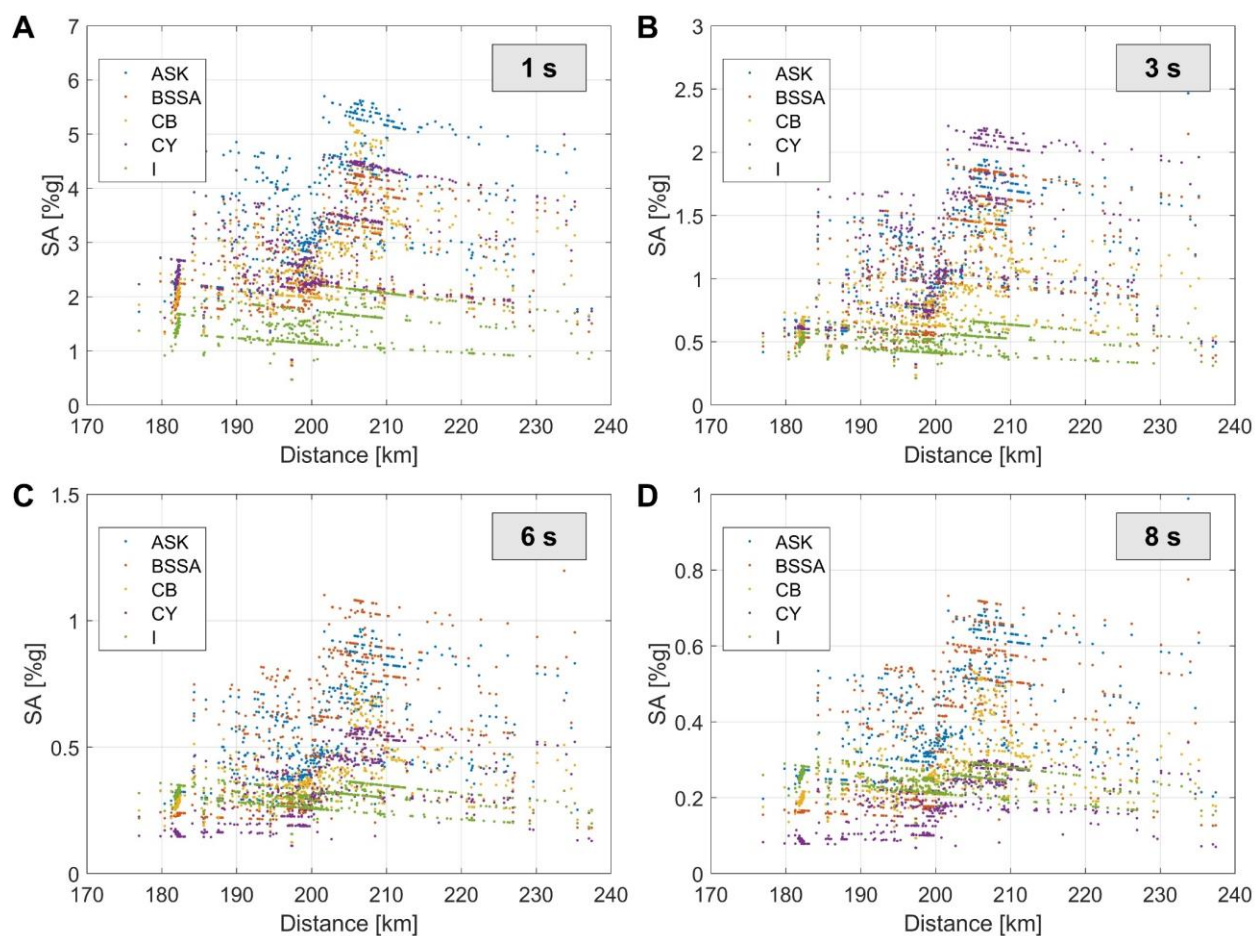 A
7
6
5
4
3
2
1
0
SA [%g]
ASK
BSSA
CB
CY
I
1 s
170 180 190 200 210 220 230 240
Distance [km]
B
3
2.5
2
1.5
1
0.5
0
SA [%g]
ASK
BSSA
CB
CY
I
3 s
170 180 190 200 210 220 230 240
Distance [km]
C
1.5
1
0.5
0
SA [%g]
ASK
BSSA
CB
CY
I
6 s
170 180 190 200 210 220 230 240
Distance [km]
D
1
0.8
0.6
0.4
0.2
0
SA [%g]
ASK
BSSA
CB
CY
I
8 s
170 180 190 200 210 220 230 240
Distance [km]